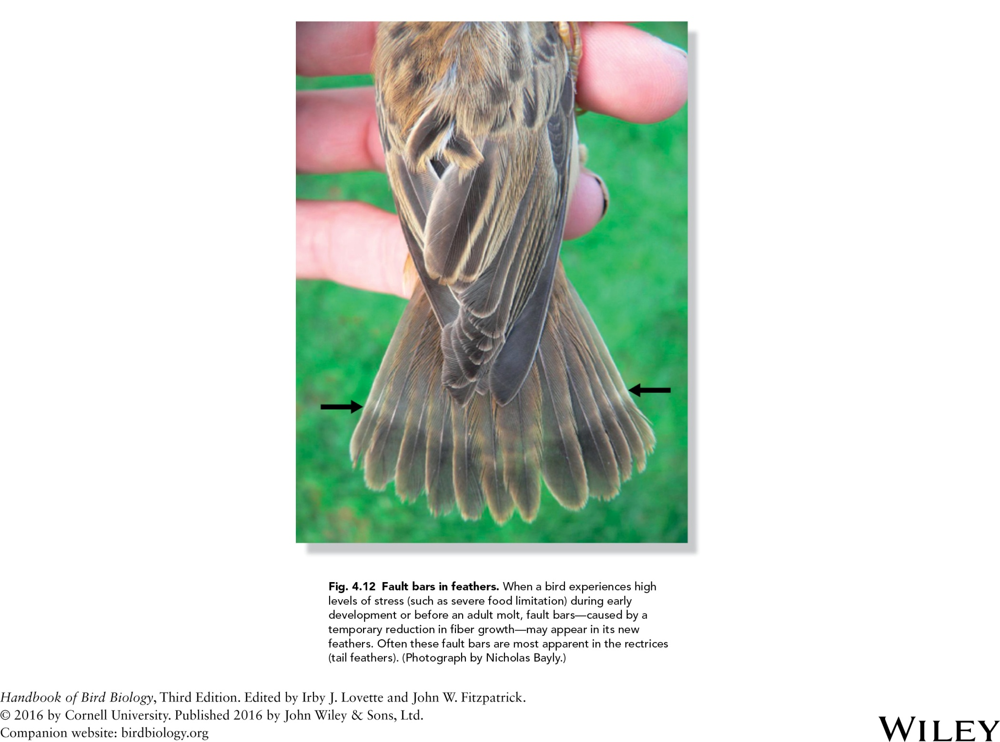 Fig. 4.12 Fault bars in feathers. When a bird experiences high
levels of stress (such as severe food limitation) during early
development or before an adult molt, fault bars—caused by a
temporary reduction in fiber growth—may appear in its new
feathers. Often these fault bars are most apparent in the rectrices
(tail feathers). (Photograph by Nicholas Bayly.)
Handbook of Bird Biology, Third Edition. Edited by Irby J. Lovette and John W. Fitzpatrick.
© 2016 by Cornell University. Published 2016 by John Wiley & Sons, Ltd.
Companion website: birdbiology.org
WILEY